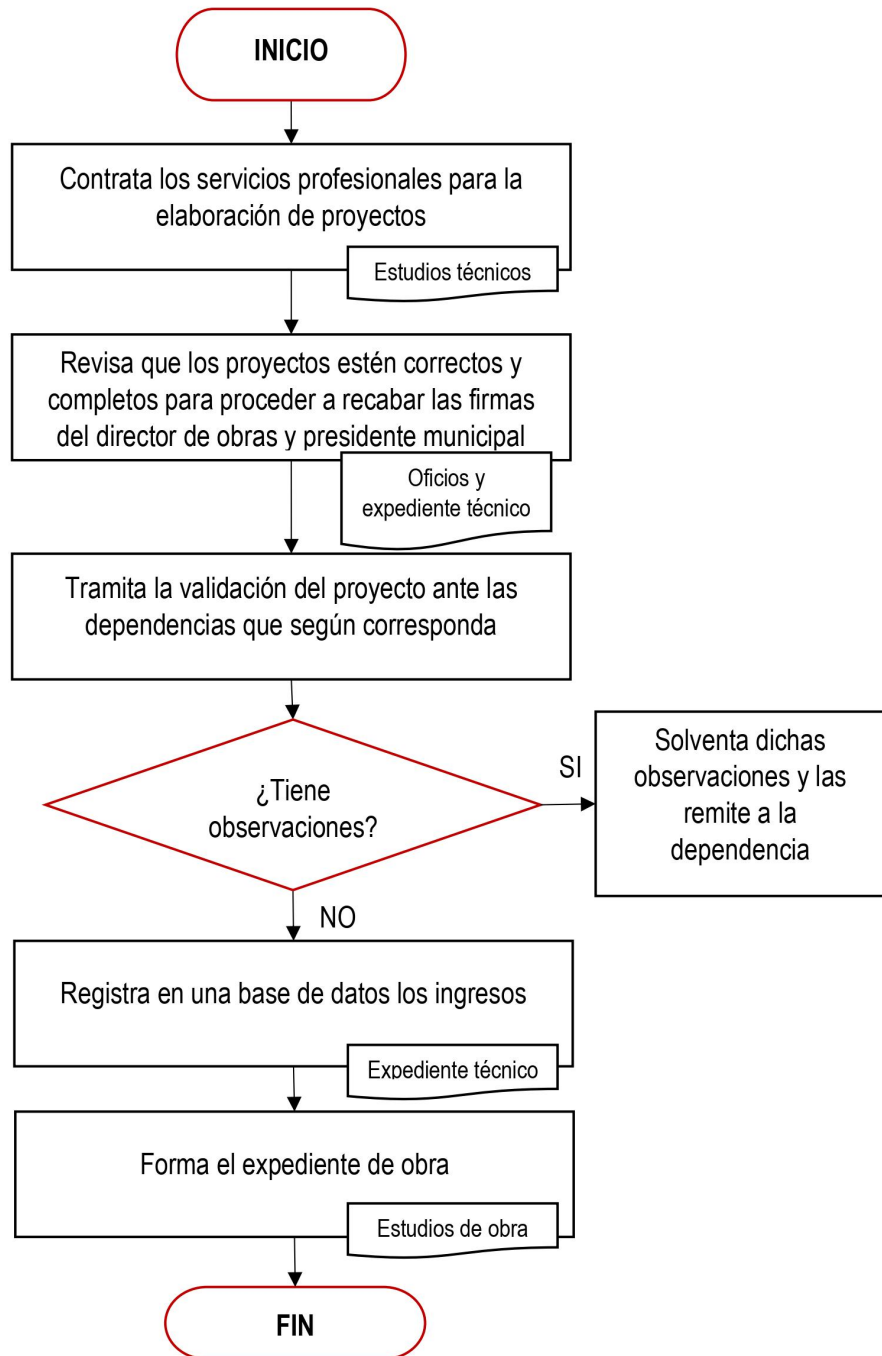 INICIO
Contrata los servicios profesionales para la
elaboración de proyectos
Estudios técnicos
Revisa que los proyectos estén correctos y
completos para proceder a recabar las firmas
del director de obras y presidente municipal
Oficios y
expediente técnico
Tramita la validación del proyecto ante las
dependencias que según corresponda
¿Tiene
observaciones?
SI
Solventa dichas
observaciones y las
remite a la
dependencia
NO
Registra en una base de datos los ingresos
Expediente técnico
Forma el expediente de obra
Estudios de obra
FIN